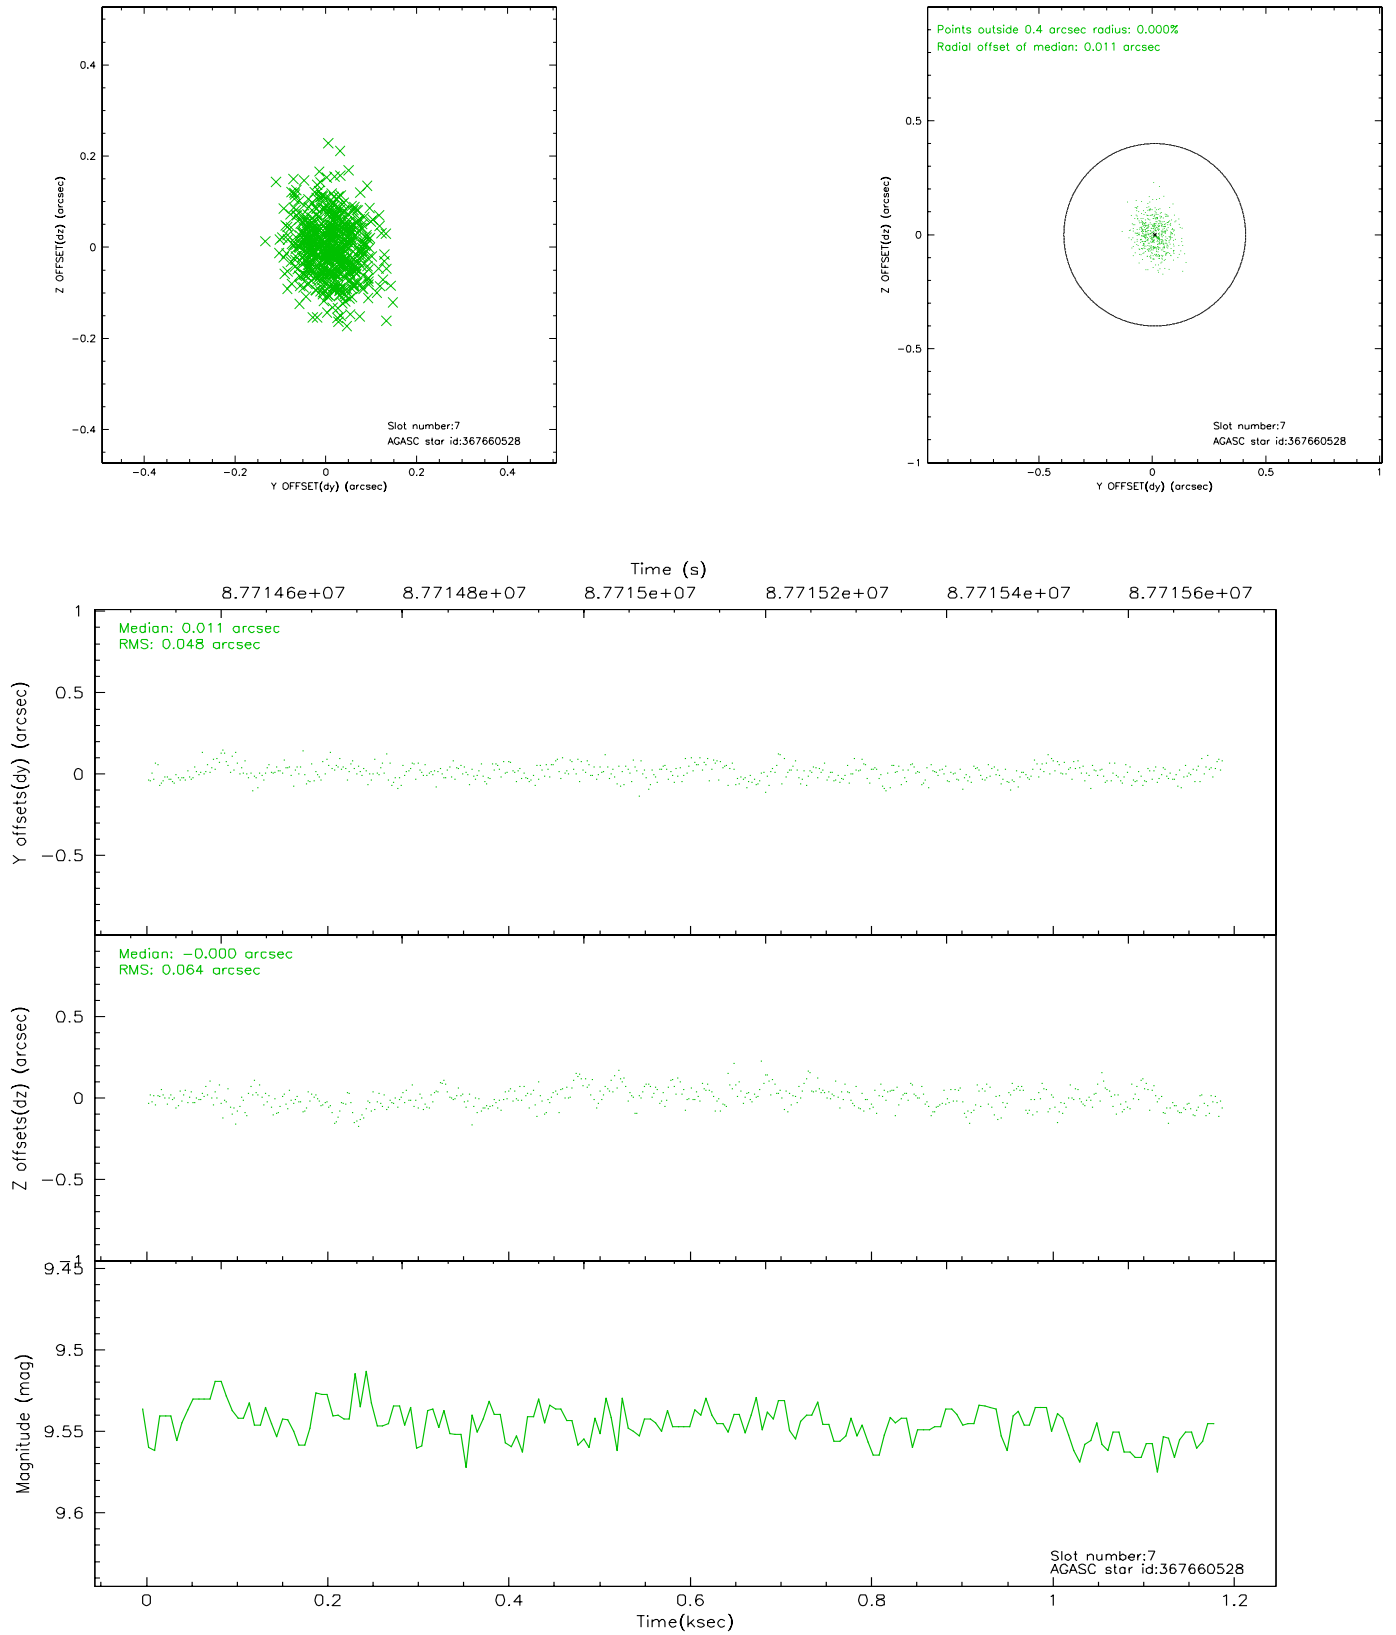 0.4
0.2
0
−0.2
−0.4
Z OFFSET(dz) (arcsec)
Slot number:7
AGASC star id:367660528
−0.4 −0.2 0 0.2 0.4
Y OFFSET(dy) (arcsec)
Points outside 0.4 arcsec radius: 0.000%
Radial offset of median: 0.011 arcsec
0.5
0
−0.5
−1
Z OFFSET(dz) (arcsec)
Slot number:7
AGASC star id:367660528
−0.5 0 0.5 1
Y OFFSET(dy) (arcsec)
Time (s)
8.77146e+07 8.77148e+07 8.7715e+07 8.77152e+07 8.77154e+07 8.77156e+07
Median: 0.011 arcsec
RMS: 0.048 arcsec
1
0.5
0
−0.5
Y offsets(dy) (arcsec)
Median: −0.000 arcsec
RMS: 0.064 arcsec
0.5
0
−0.5
Z offsets(dz) (arcsec)
9.45
9.5
9.55
9.6
Magnitude (mag)
Slot number:7
AGASC star id:367660528
0 0.2 0.4 0.6 0.8 1 1.2
Time(ksec)